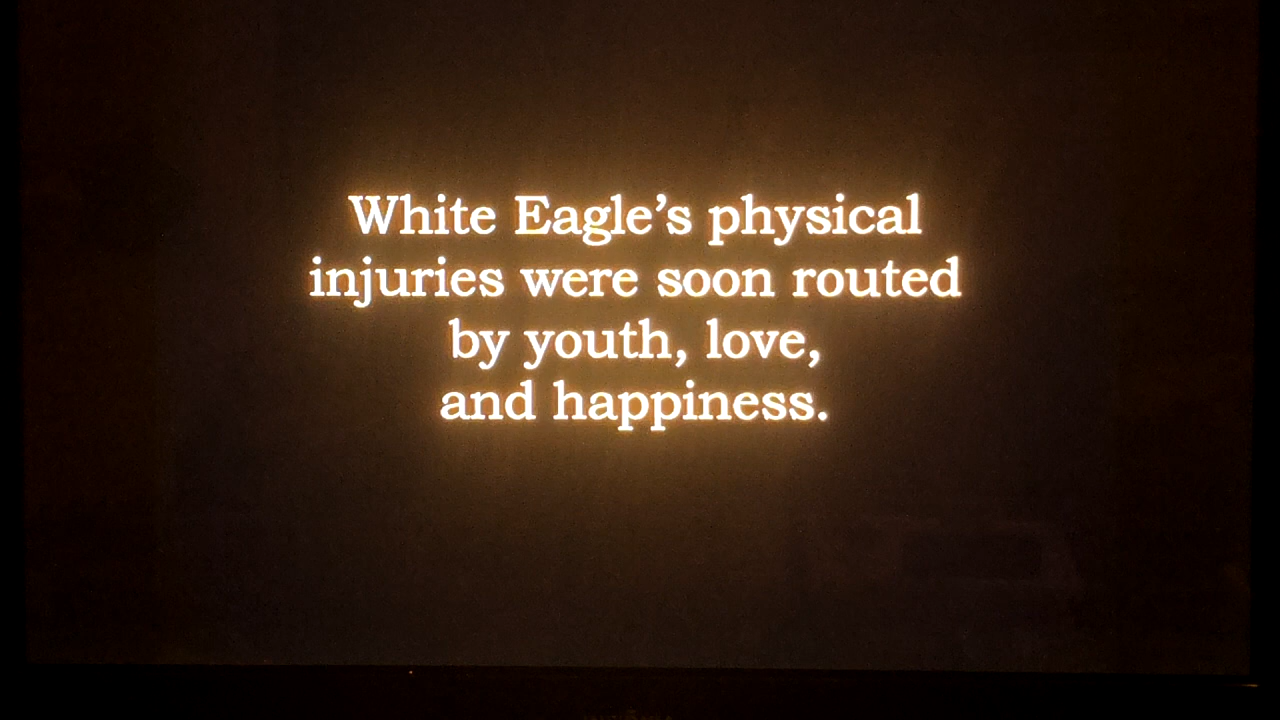 White Eagle’s physical
injuries were soon routed
by youth, love,
and happiness.